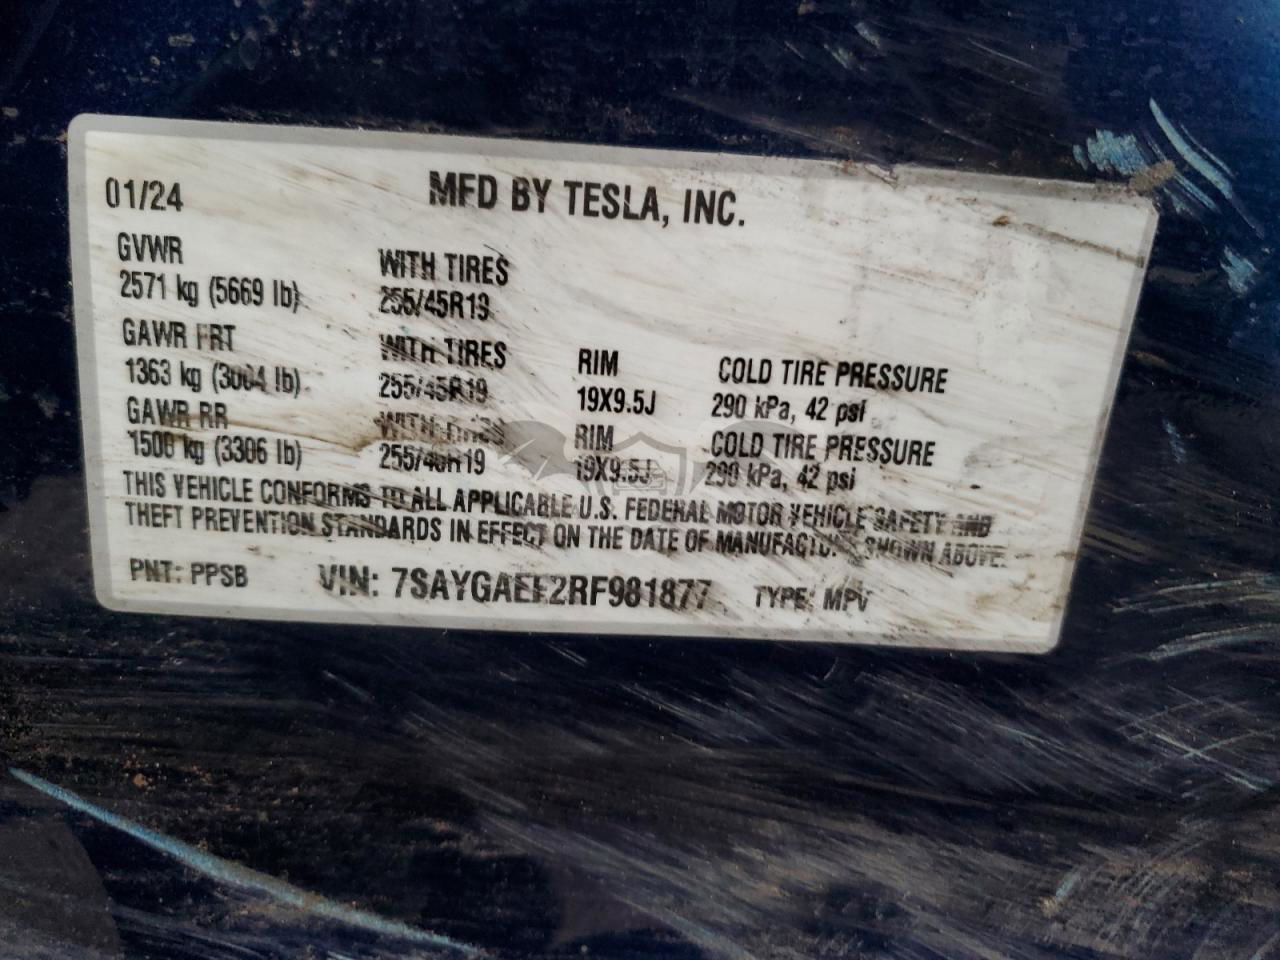 01/24 MFD BY TESLA, INC.
GVWR WITH TIRES
2571 kg (5669 lb) 255/45R19
GAWR FRT WITH TIRES RIM COLD TIRE PRESSURE
1363 kg (3004 lb) 255/45R19 19X9.5J 290 kPa, 42 psi
GAWR RR WITH TIRES RIM COLD TIRE PRESSURE
1500 kg (3306 lb) 255/45R19 19X9.5J 290 kPa, 42 psi
THIS VEHICLE CONFORMS TO ALL APPLICABLE U.S. FEDERAL MOTOR VEHICLE SAFETY AND
THEFT PREVENTION STANDARDS IN EFFECT ON THE DATE OF MANUFACTURE SHOWN ABOVE.
PNT: PPSB VIN: 7SAYGAEE2RF981877 TYPE: MPV